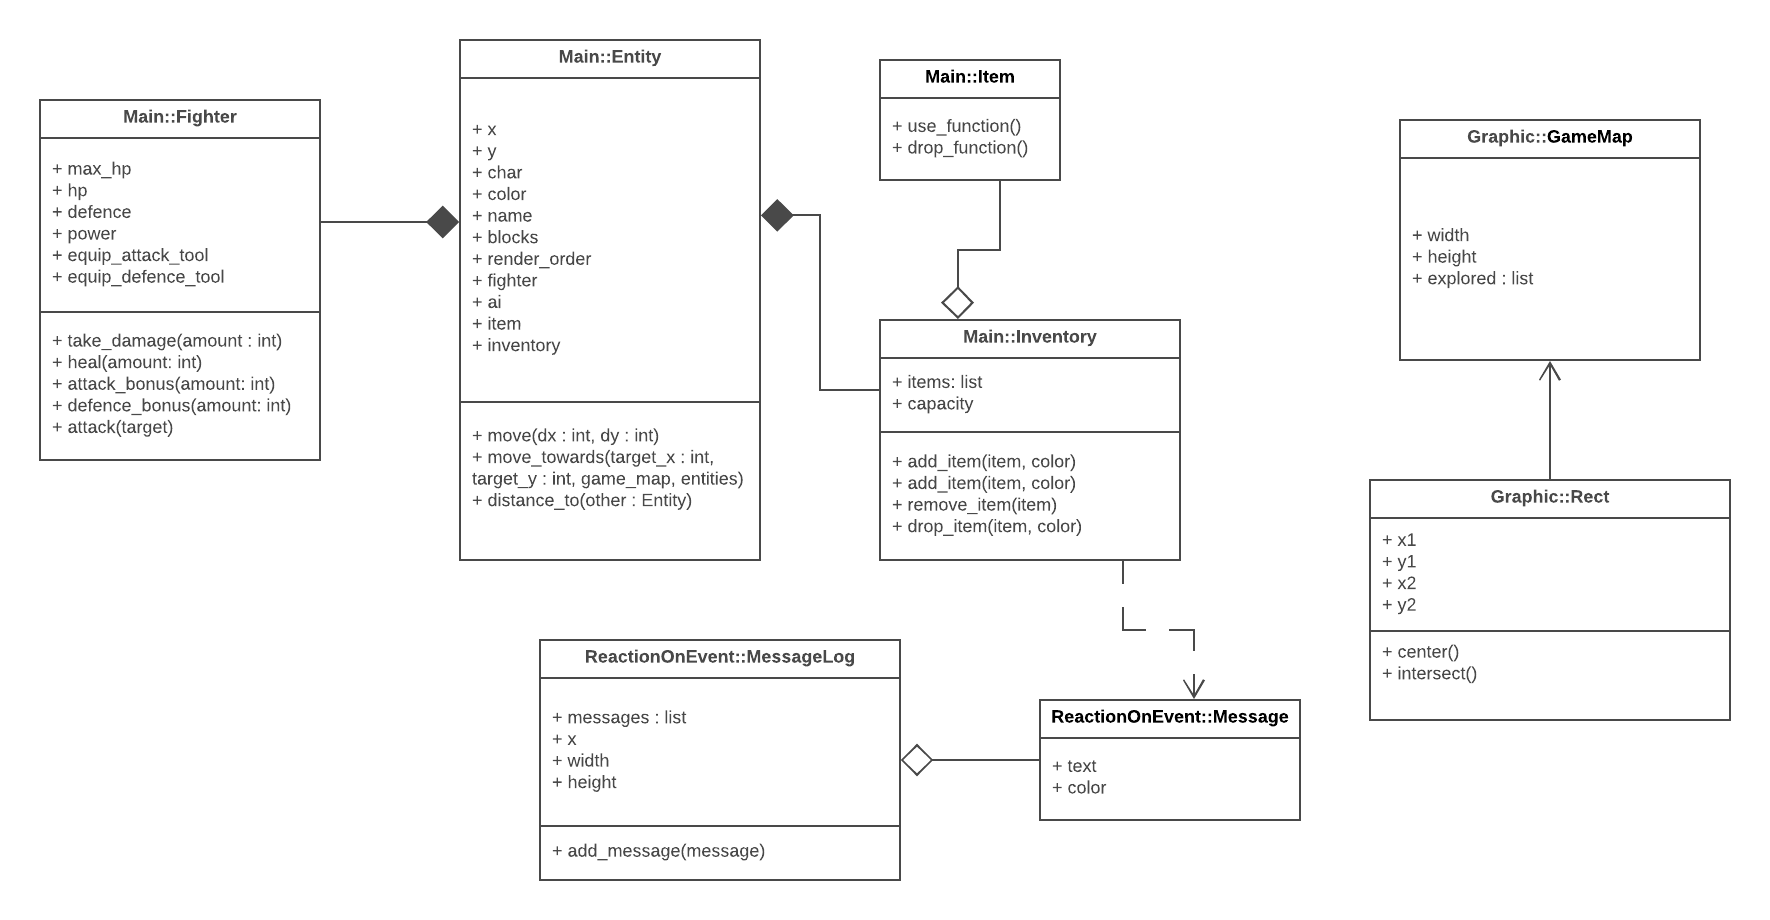 Main::Fighter
+ max_hp
+ hp
+ defence
+ power
+ equip_attack_tool
+ equip_defence_tool
+ take_damage(amount : int)
+ heal(amount: int)
+ attack_bonus(amount: int)
+ defence_bonus(amount: int)
+ attack(target)
Main::Entity
+ x
+ y
+ char
+ color
+ name
+ blocks
+ render_order
+ fighter
+ ai
+ item
+ inventory
+ move(dx : int, dy : int)
+ move_towards(target_x : int,
target_y : int, game_map, entities)
+ distance_to(other : Entity)
Main::Item
+ use_function()
+ drop_function()
Main::Inventory
+ items: list
+ capacity
+ add_item(item, color)
+ add_item(item, color)
+ remove_item(item)
+ drop_item(item, color)
Graphic::GameMap
+ width
+ height
+ explored : list
Graphic::Rect
+ x1
+ y1
+ x2
+ y2
+ center()
+ intersect()
ReactionOnEvent::MessageLog
+ messages : list
+ x
+ width
+ height
+ add_message(message)
ReactionOnEvent::Message
+ text
+ color